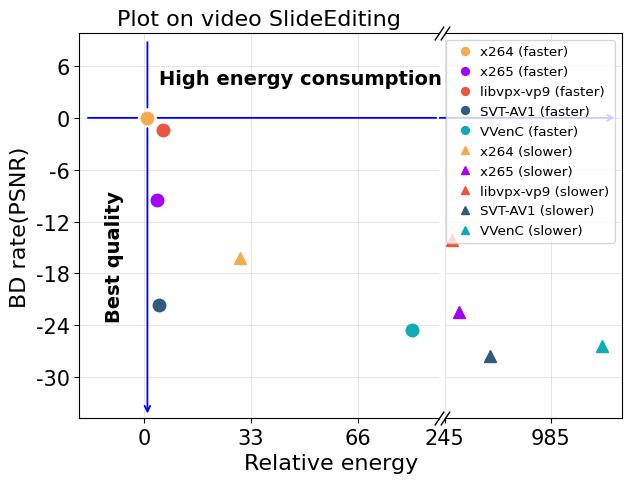 Plot on video SlideEditing
BD rate(PSNR)
6
0
-6
-12
-18
-24
-30
High energy consumption
Best quality
x264 (faster)
x265 (faster)
libvpx-vp9 (faster)
SVT-AV1 (faster)
VVenC (faster)
x264 (slower)
x265 (slower)
libvpx-vp9 (slower)
SVT-AV1 (slower)
VVenC (slower)
0 33 66 245 985
Relative energy